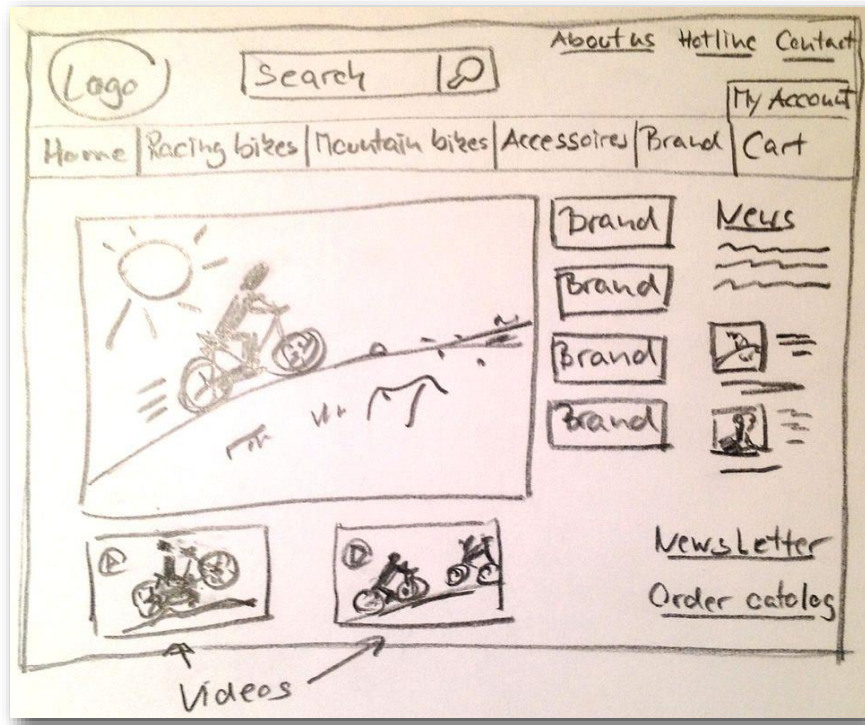 Logo
Search
About us Hotline Contact
My Account
Home Racing bikes Mountain bikes Accessoires Brand Cart
Brand
Brand
Brand
Brand
News
Newsletter
Order catolog
Videos